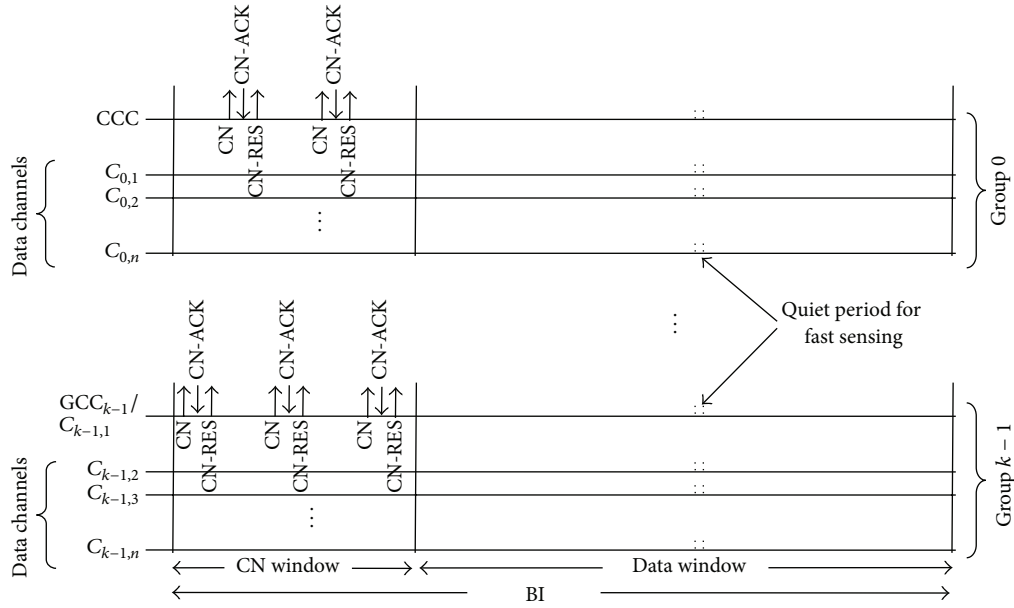 CN-ACK
CN-ACK
CCC
CN
CN-RES
CN
CN-RES
C0,1
C0,2
⋮
C0,n
Data channels
Group 0
CN-ACK
CN-ACK
CN-ACK
⋮
Quiet period for
fast sensing
GCCk−1/
Ck−1,1
CN
CN-RES
CN
CN-RES
CN
CN-RES
Ck−1,2
Ck−1,3
⋮
Ck−1,n
Data channels
Group k − 1
CN window
Data window
BI